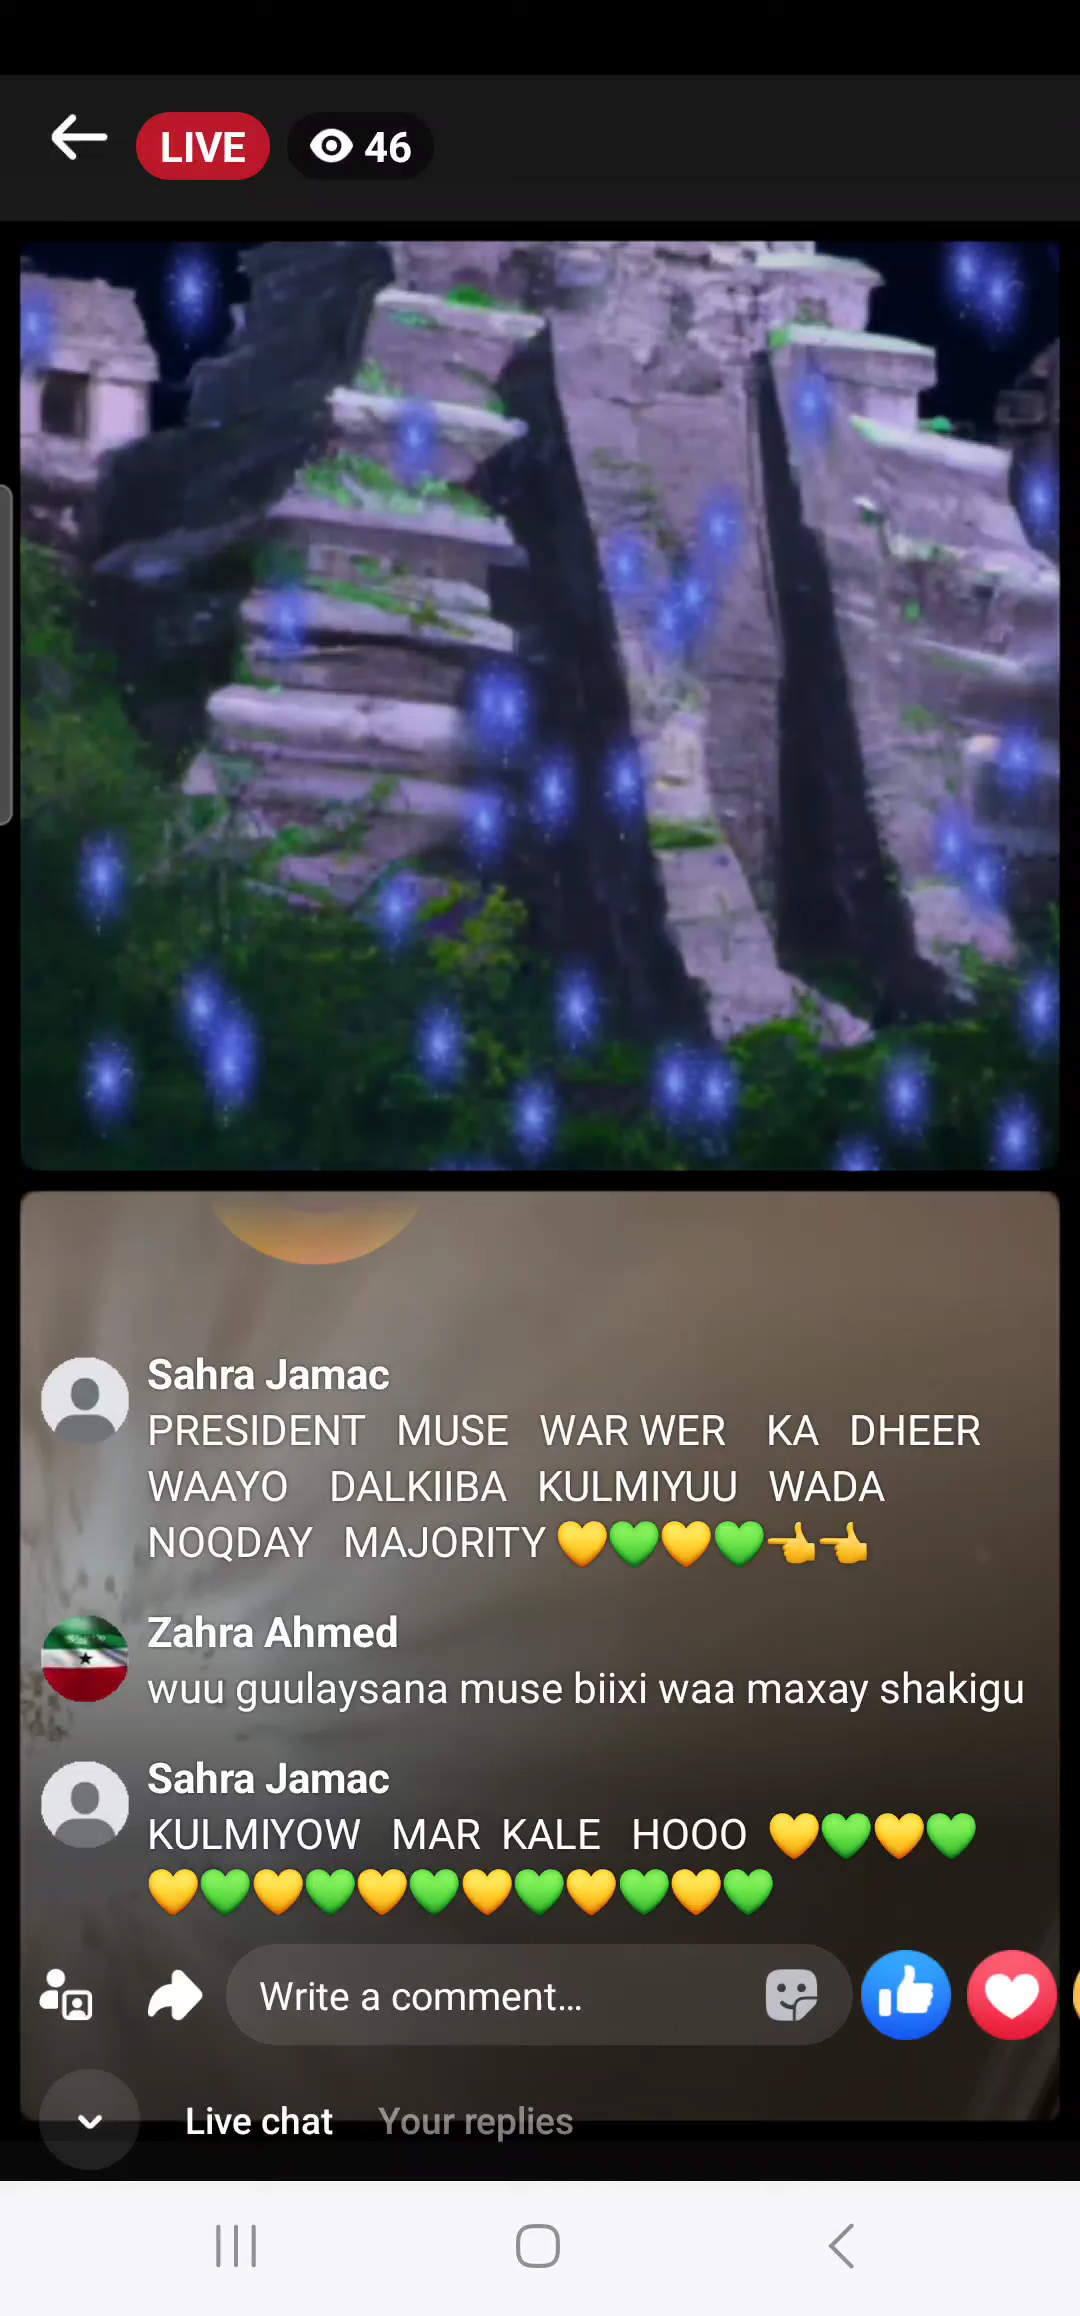 LIVE 46
Sahra Jamac
PRESIDENT MUSE WAR WER KA DHEER
WAAYO DALKIIBA KULMIYUU WADA
NOQDAY MAJORITY 💛💚💛💚👈👈
Zahra Ahmed
wuu guulaysana muse biixi waa maxay shakigu
Sahra Jamac
KULMIYOW MAR KALE HOOO 💛💚💛💚
💛💚💛💚💛💚💛💚💛💚💛💚
Write a comment...
Live chat Your replies